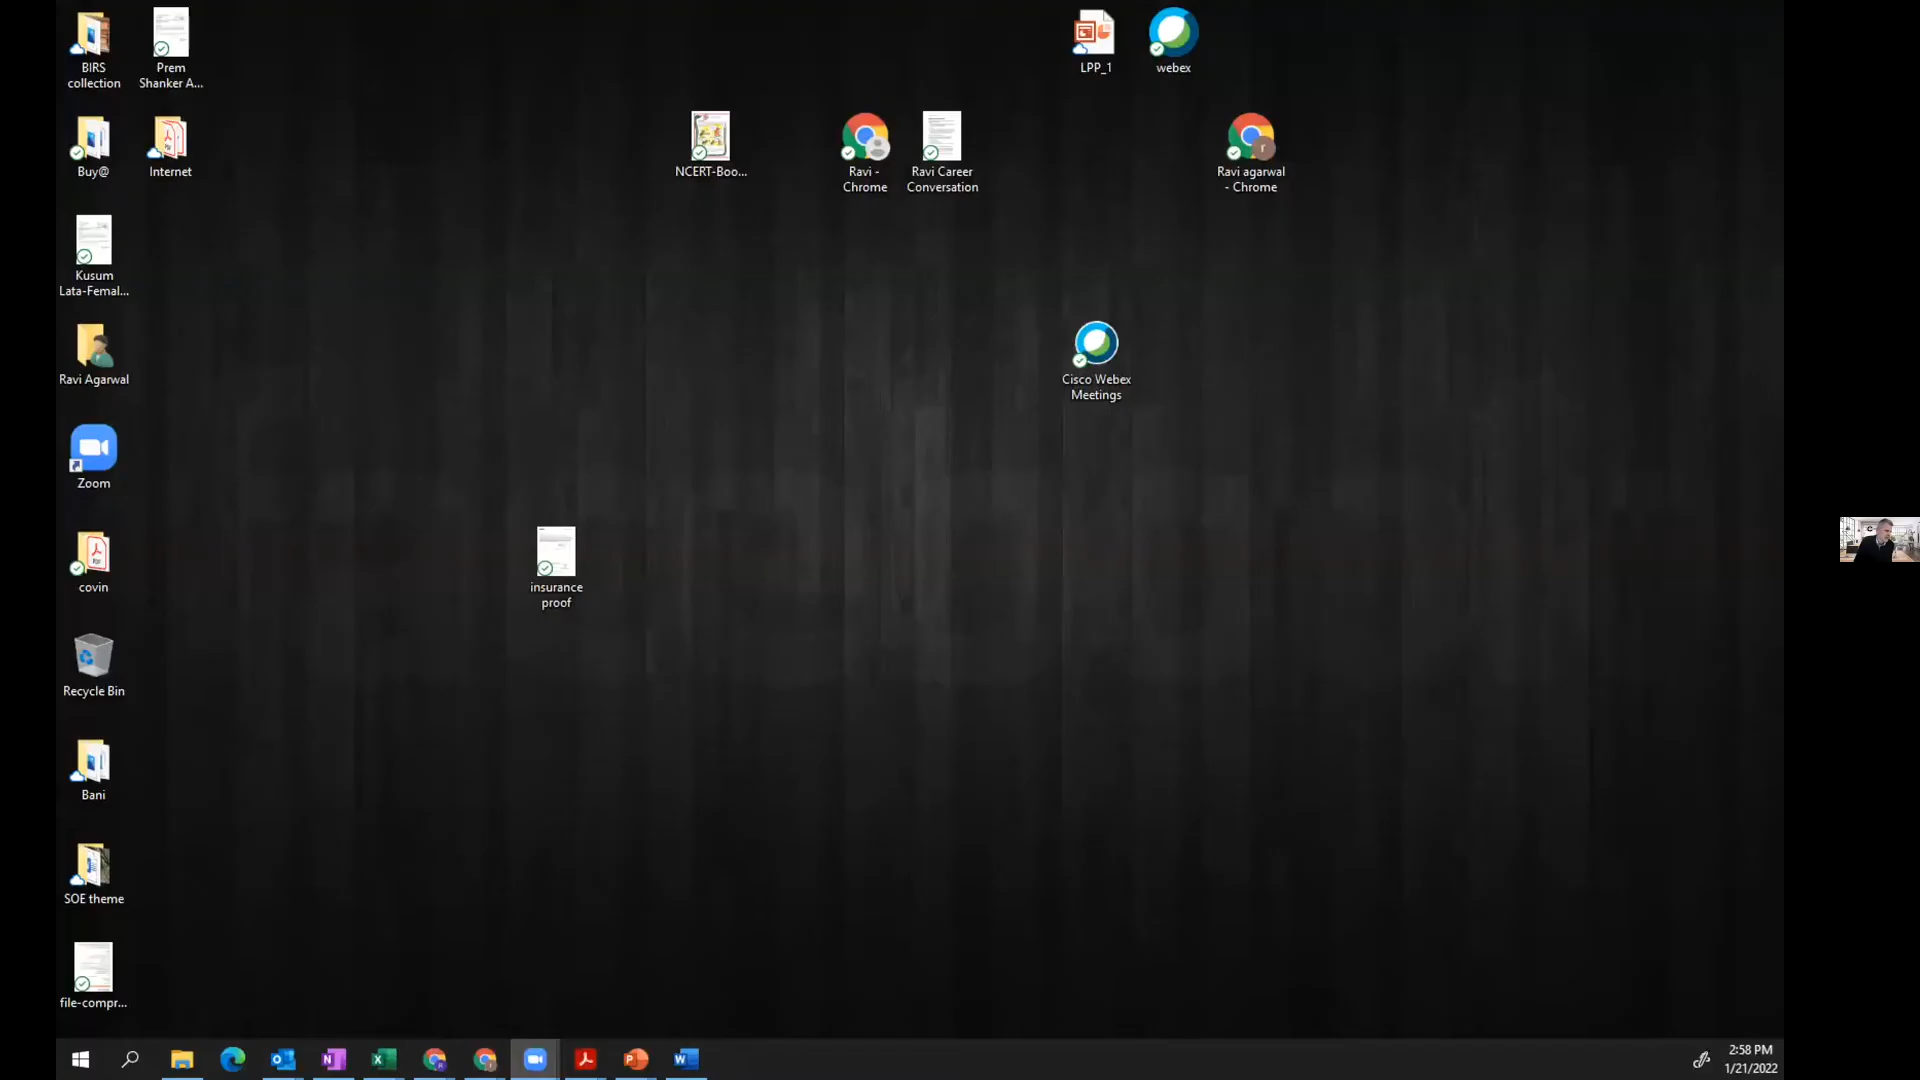 BIRS
collection
Prem
Shanker A...
LPP_1
webex
Buy@
Internet
NCERT-Boo...
Ravi -
Chrome
Ravi Career
Conversation
Ravi agarwal
- Chrome
Kusum
Lata-Femal...
Ravi Agarwal
Cisco Webex
Meetings
Zoom
covin
insurance
proof
Recycle Bin
Bani
SOE theme
file-compr...
2:58 PM
1/21/2022